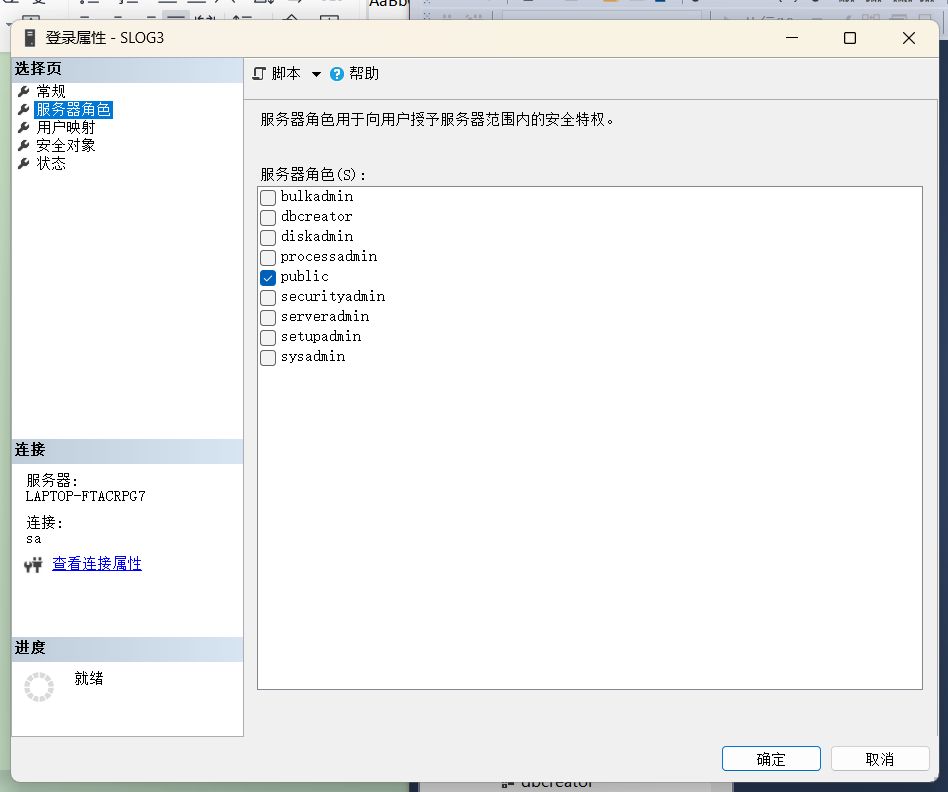 AaBb
登录属性 - SLOG3
选择页
常规
服务器角色
用户映射
安全对象
状态
脚本
帮助
服务器角色用于向用户授予服务器范围内的安全特权。
服务器角色(S):
bulkadmin
dbcreator
diskadmin
processadmin
public
securityadmin
serveradmin
setupadmin
sysadmin
连接
服务器:
LAPTOP-FTACRPG7
连接:
sa
查看连接属性
进度
就绪
确定
取消
dbcreator